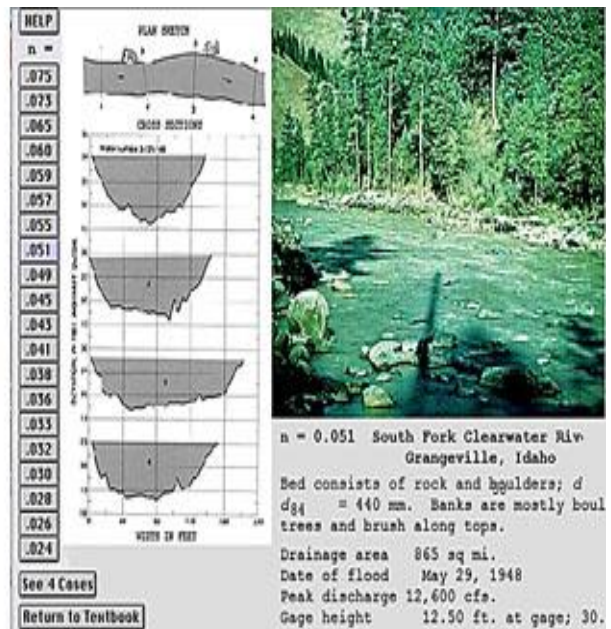 HELP
n =
.075
.073
.065
.060
.059
.057
.055
.051
.049
.045
.043
.041
.038
.036
.033
.032
.030
.028
.026
.024
See 4 Cases
Return to Textbook
PLAN SKETCH
CROSS SECTIONS
WIDTH IN FEET
n = 0.051 South Fork Clearwater Riv
Grangeville, Idaho
Bed consists of rock and boulders; d
d84 = 440 mm. Banks are mostly boul
trees and brush along tops.
Drainage area 865 sq mi.
Date of flood May 29, 1948
Peak discharge 12,600 cfs.
Gage height 12.50 ft. at gage; 30.